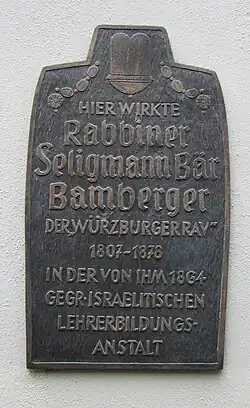 HIER WIRKTE
Rabbiner
Seligmann Bär
Bamberger
„DER WÜRZBURGER RAV“
1807-1878
IN DER VON IHM 1864
GEGR·ISRAELITISCHEN
LEHRERBILDUNGS-
ANSTALT